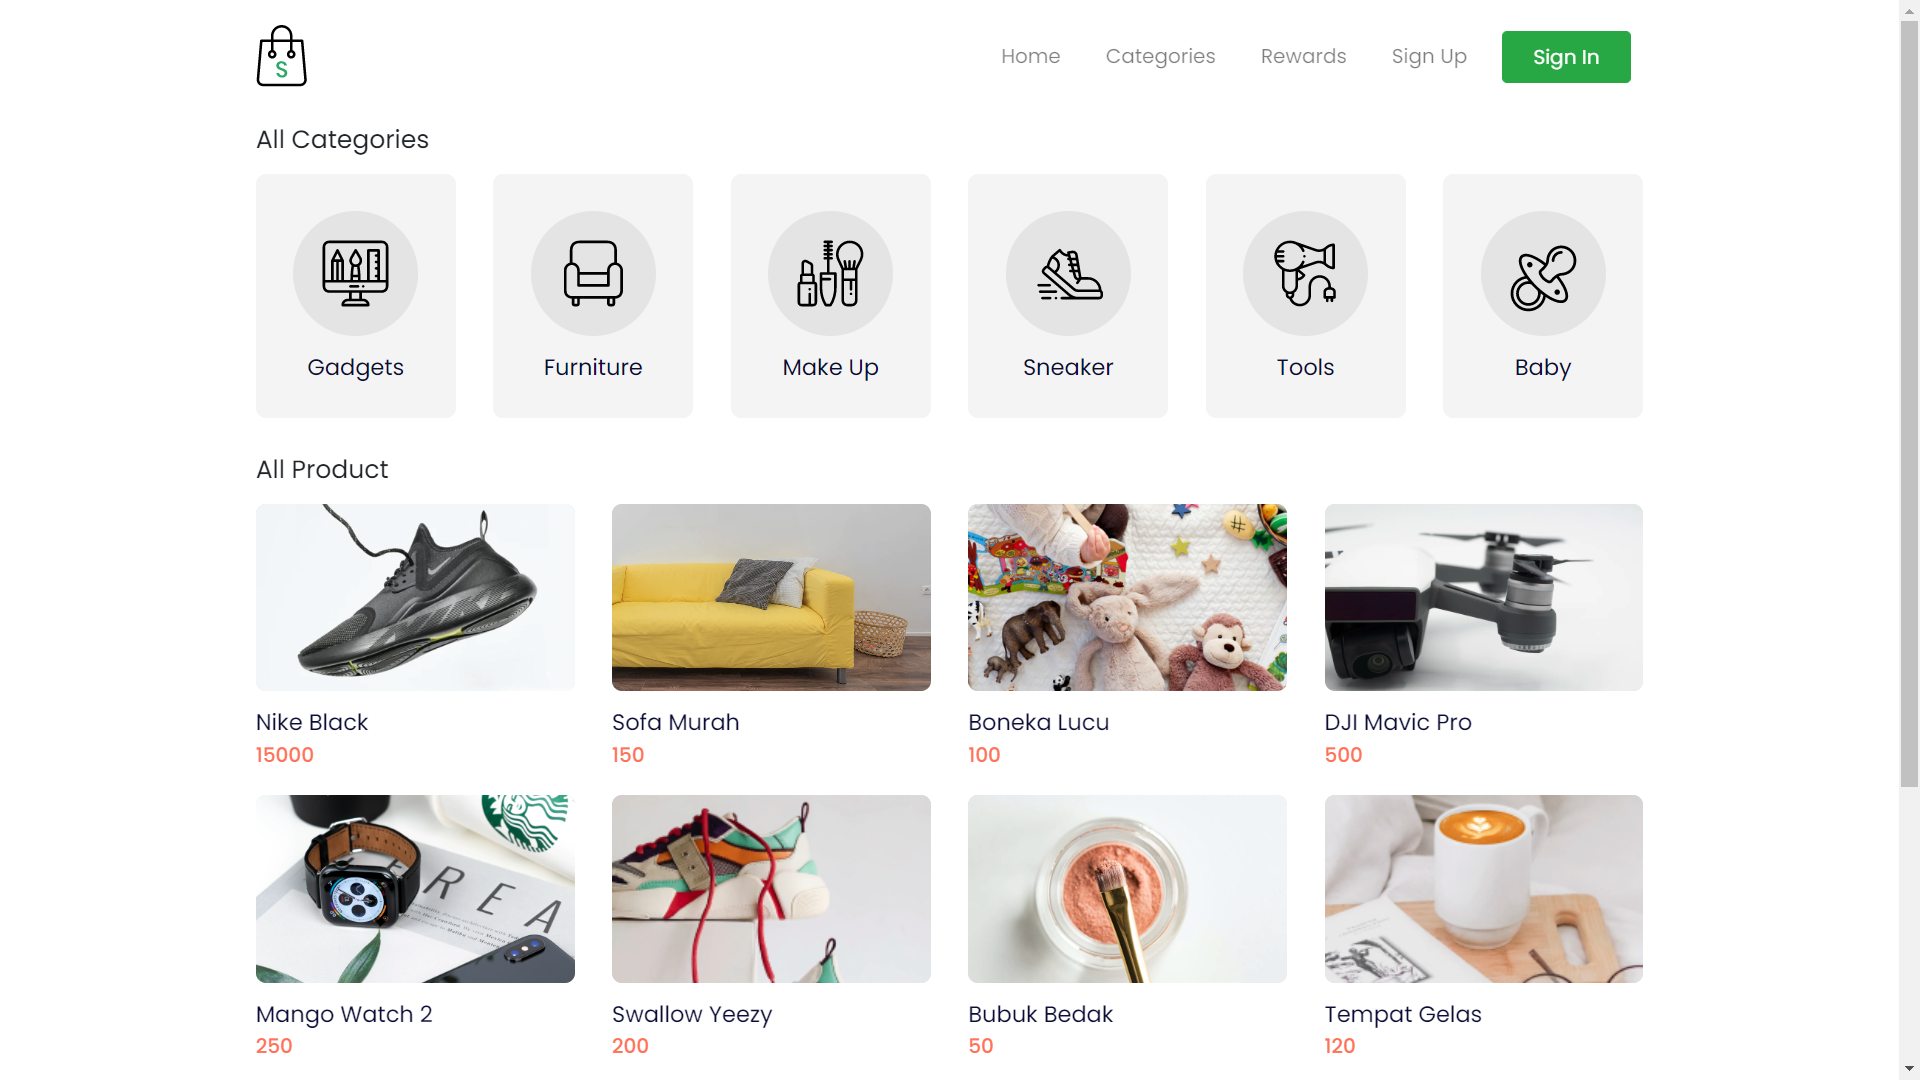 S
Home Categories Rewards Sign Up Sign In
All Categories
Gadgets Furniture Make Up Sneaker Tools Baby
All Product
Nike Black Sofa Murah Boneka Lucu DJI Mavic Pro
15000 150 100 500
R E A
Mango Watch 2 Swallow Yeezy Bubuk Bedak Tempat Gelas
250 200 50 120